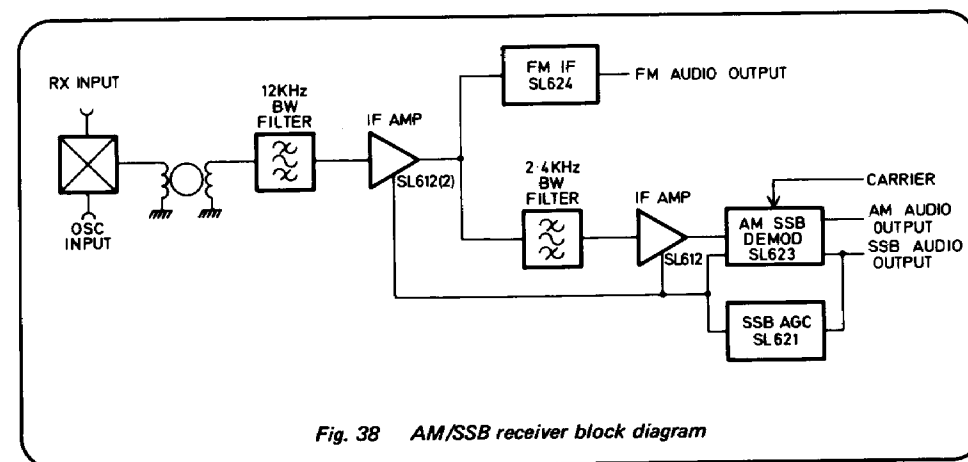 RX INPUT
OSC
INPUT
12KHz
BW
FILTER
IF AMP
SL612(2)
FM IF
SL624
FM AUDIO OUTPUT
2·4KHz
BW
FILTER
IF AMP
SL612
CARRIER
AM SSB
DEMOD
SL623
AM AUDIO
OUTPUT
SSB AUDIO
OUTPUT
SSB AGC
SL621
Fig. 38 AM/SSB receiver block diagram